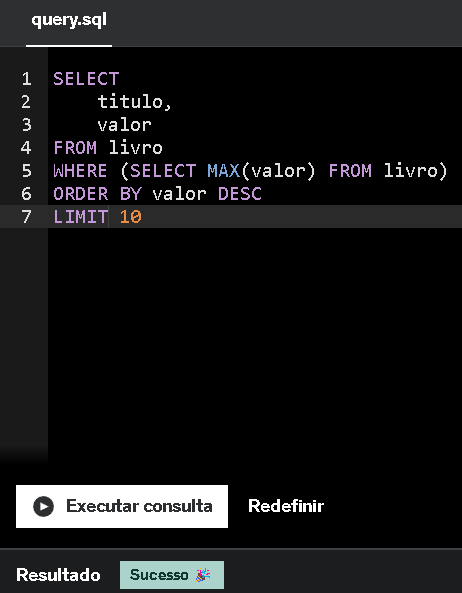 query.sql
1 SELECT
2     titulo,
3     valor
4 FROM livro
5 WHERE (SELECT MAX(valor) FROM livro)
6 ORDER BY valor DESC
7 LIMIT 10
Executar consulta Redefinir
Resultado Sucesso 🎉